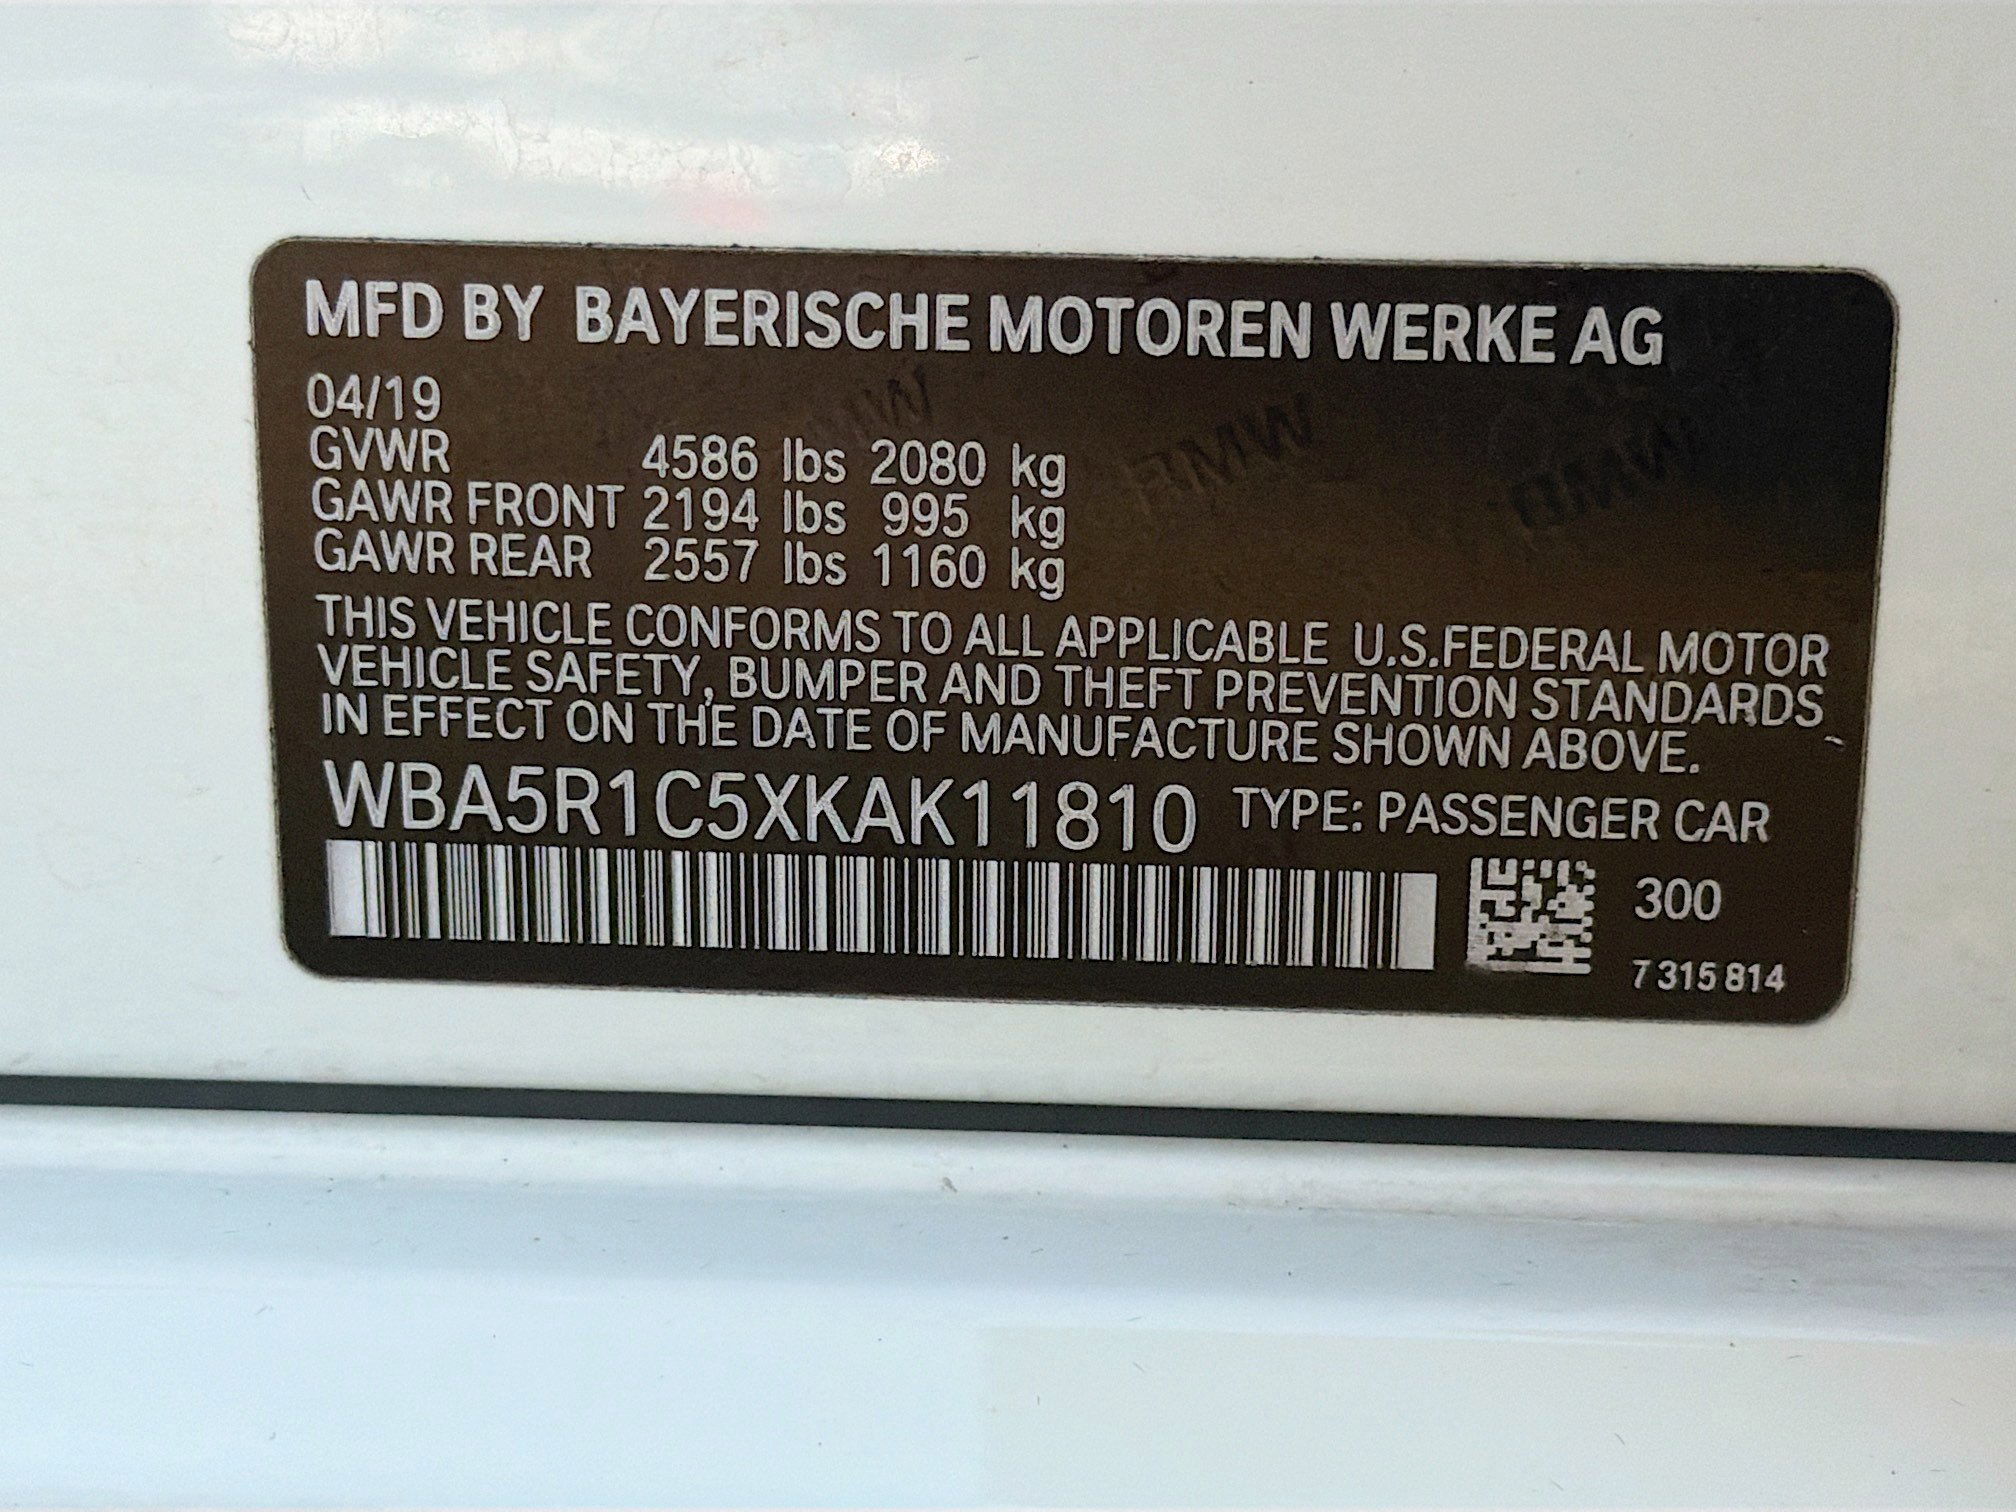 MFD BY BAYERISCHE MOTOREN WERKE AG
04/19
GVWR 4586 lbs 2080 kg
GAWR FRONT 2194 lbs 995 kg
GAWR REAR 2557 lbs 1160 kg
THIS VEHICLE CONFORMS TO ALL APPLICABLE U.S.FEDERAL MOTOR
VEHICLE SAFETY, BUMPER AND THEFT PREVENTION STANDARDS
IN EFFECT ON THE DATE OF MANUFACTURE SHOWN ABOVE.
WBA5R1C5XKAK11810 TYPE: PASSENGER CAR
300
7 315 814
BMW
BMW
BMW